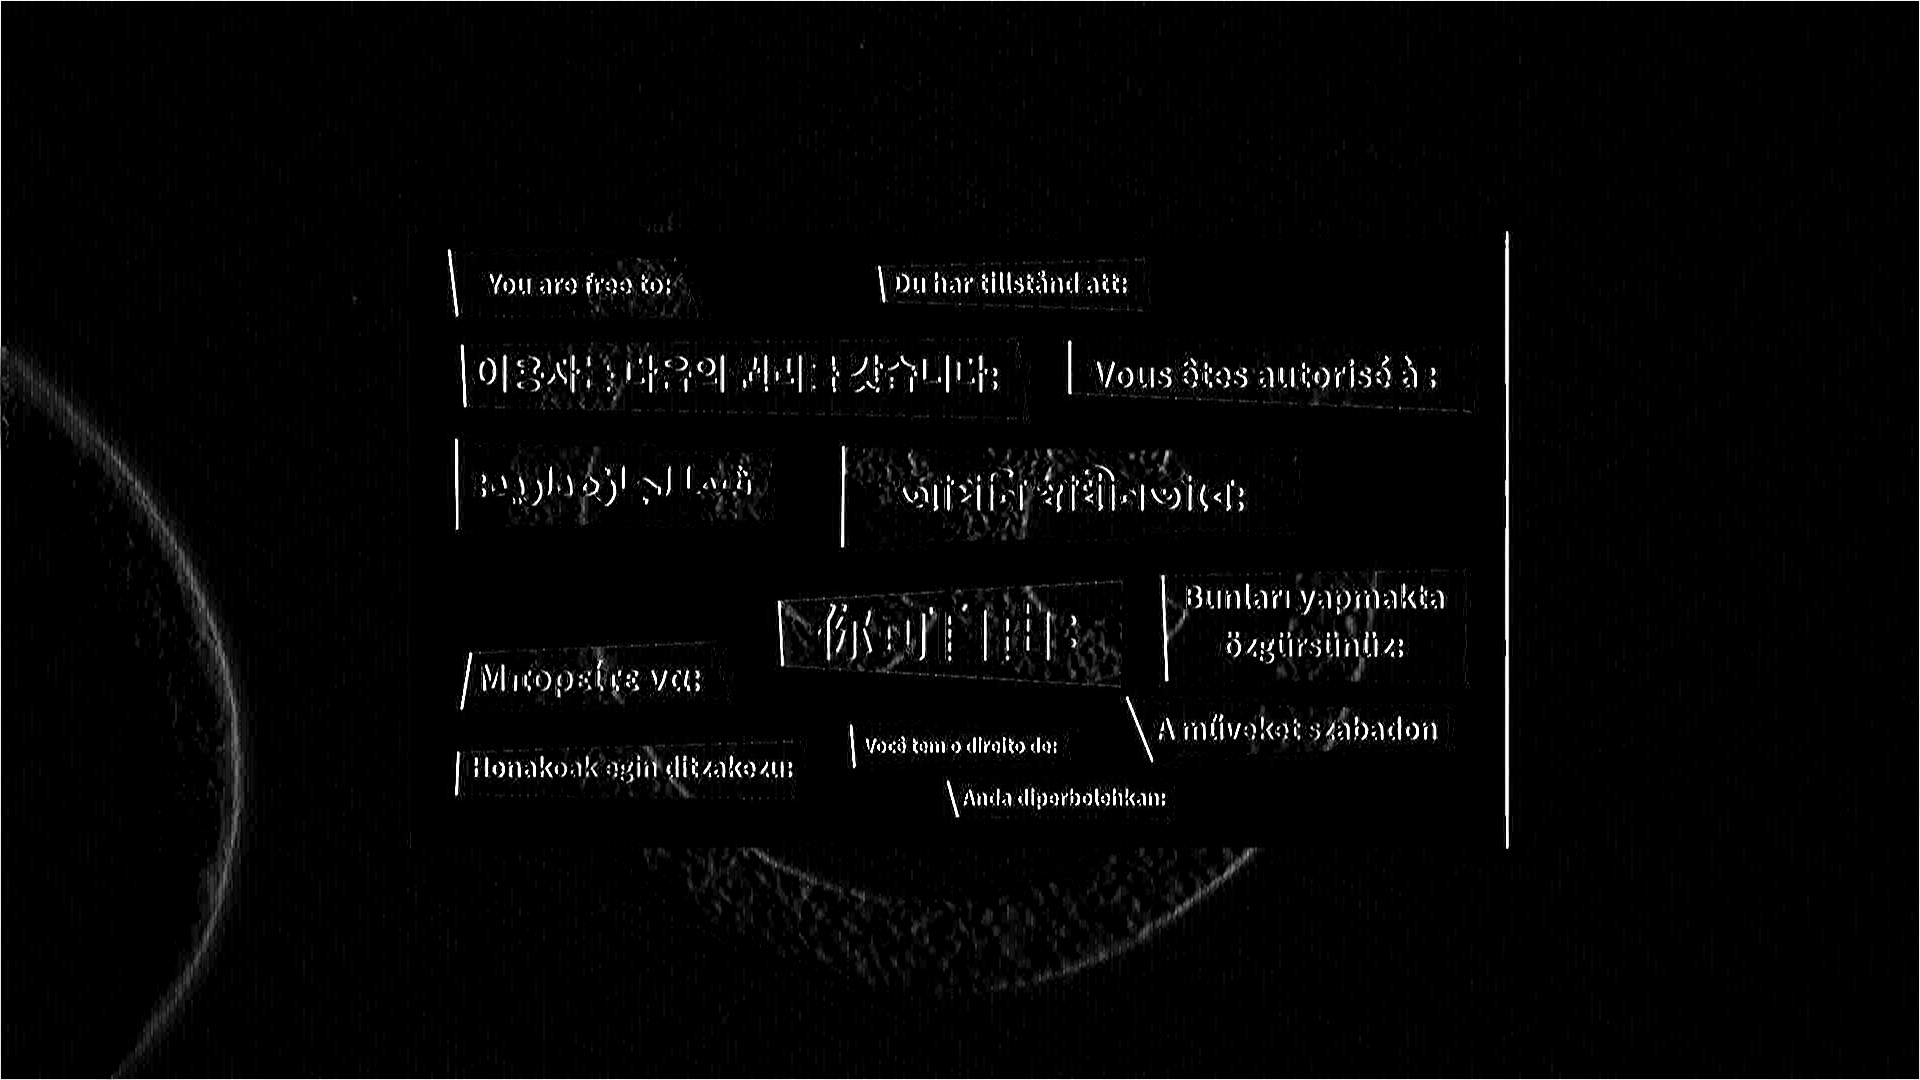 You are free to:
Du har tillstånd att:
이용자는 다음의 권리를 갖습니다:
Vous êtes autorisé à :
شما اجازه دارید:
আপনি স্বাধীনভাবে:
你可自由:
Bunları yapmakta
özgürsünüz:
Μπορείτε να:
A műveket szabadon
Você tem o direito de:
Honakoak egin ditzakezu:
Anda diperbolehkan: